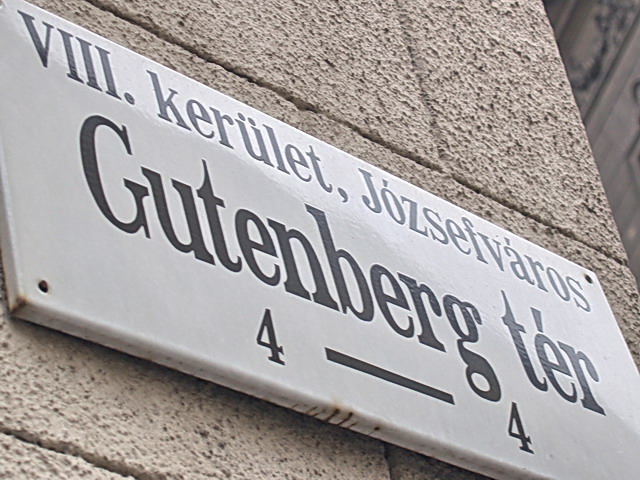 VIII. kerület, Józsefváros
Gutenberg tér
4 — 4